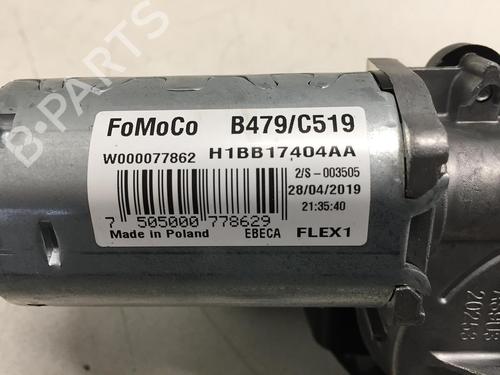 B-PARTS
FoMoCo B479/C519
W000077862 H1BB17404AA
2/S - 003505
28/04/2019
21:35:40
7 505000 778629
Made in Poland EBECA FLEX1
20253